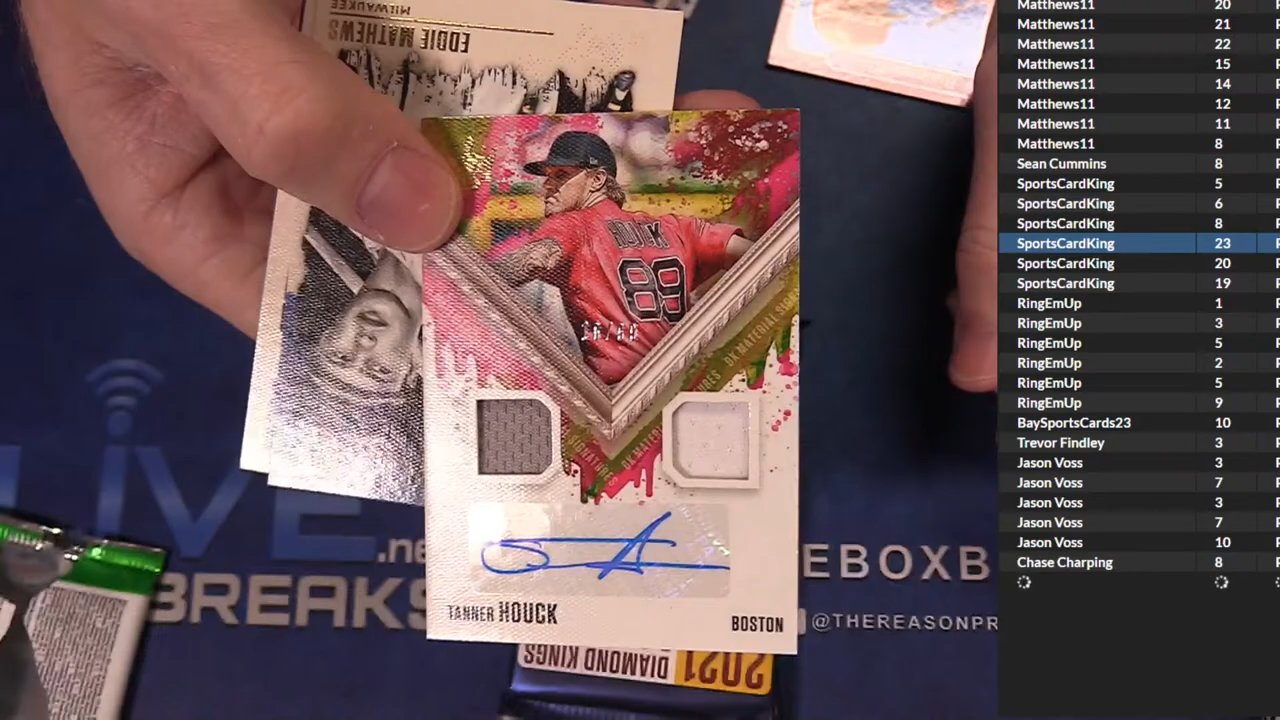 MILWAUKEE
EDDIE MATHEWS
HOUCK
89
DK MATERIAL
TANNER HOUCK
BOSTON
LIVE
BREAKS
EBOXB
@THEREASONPR
2021
DIAMOND KINGS
Matthews11 20
Matthews11 21
Matthews11 22
Matthews11 15
Matthews11 14
Matthews11 12
Matthews11 11
Matthews11 8
Sean Cummins 8
SportsCardKing 5
SportsCardKing 6
SportsCardKing 8
SportsCardKing 23
SportsCardKing 20
SportsCardKing 19
RingEmUp 1
RingEmUp 3
RingEmUp 5
RingEmUp 2
RingEmUp 5
RingEmUp 9
BaySportsCards23 10
Trevor Findley 3
Jason Voss 3
Jason Voss 7
Jason Voss 3
Jason Voss 7
Jason Voss 10
Chase Charping 8